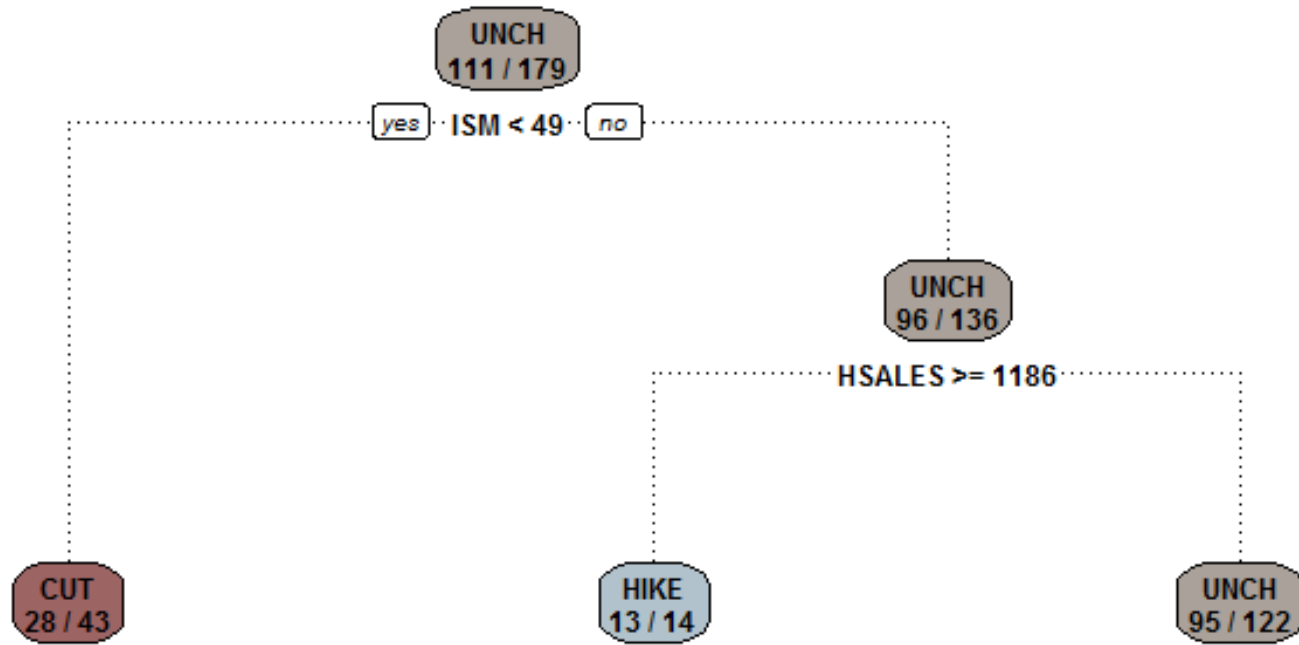 UNCH
111 / 179
yes ISM < 49 no
UNCH
96 / 136
HSALES >= 1186
CUT
28 / 43
HIKE
13 / 14
UNCH
95 / 122